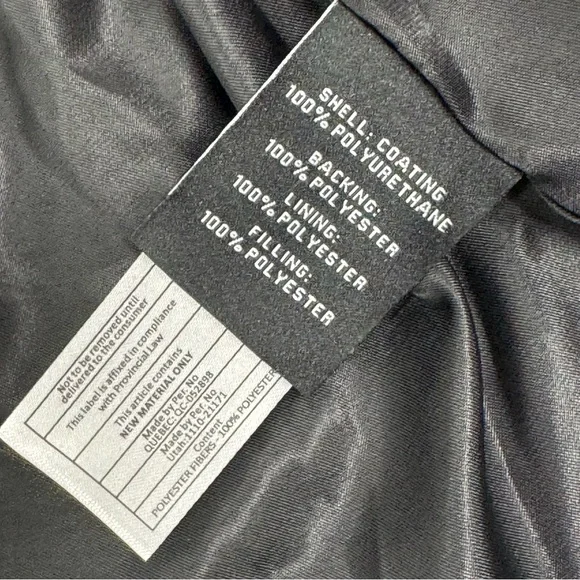 SHELL: COATING
100% POLYURETHANE
BACKING:
100% POLYESTER
LINING:
100% POLYESTER
FILLING:
100% POLYESTER
Not to be removed until
delivered to the consumer
This label is affixed in compliance
with Provincial Law
This article contains
NEW MATERIAL ONLY
Made by Per. No
QUEBEC:QC-05J898
Made by Per. No
Utah:1110-21171
Content
POLYESTER FIBERS - 100% POLYESTER